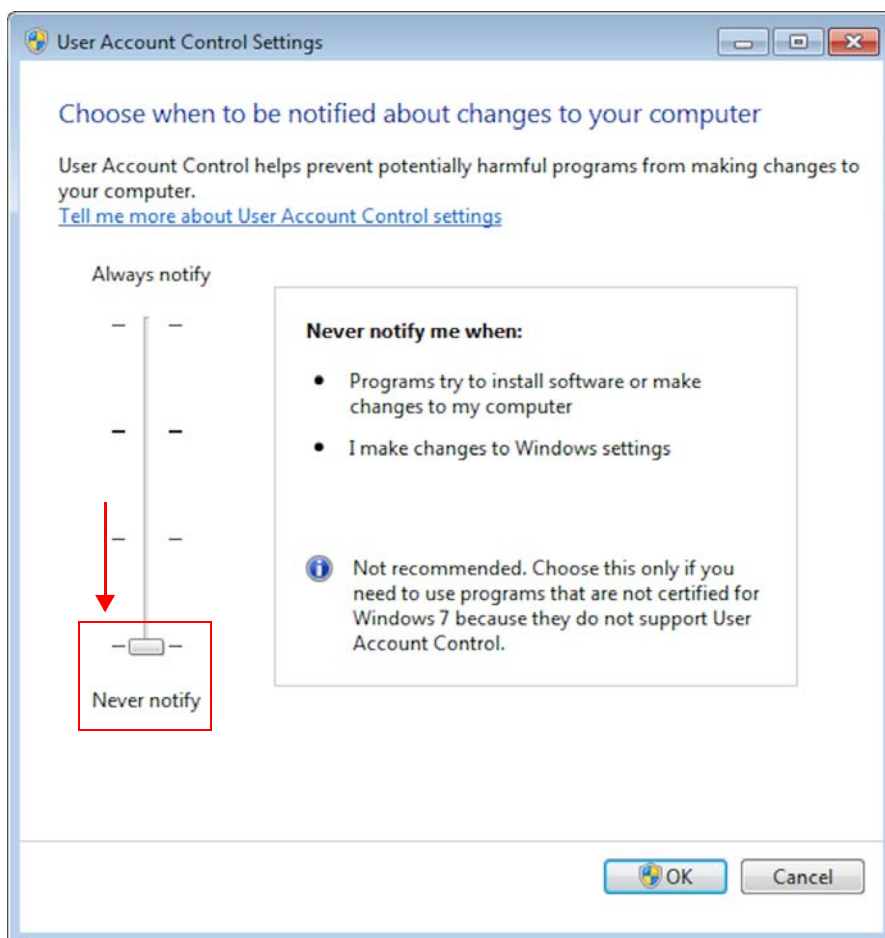 User Account Control Settings
Choose when to be notified about changes to your computer
User Account Control helps prevent potentially harmful programs from making changes to
your computer.
Tell me more about User Account Control settings
Always notify
Never notify me when:
• Programs try to install software or make
changes to my computer
• I make changes to Windows settings
Not recommended. Choose this only if you
need to use programs that are not certified for
Windows 7 because they do not support User
Account Control.
Never notify
OK
Cancel